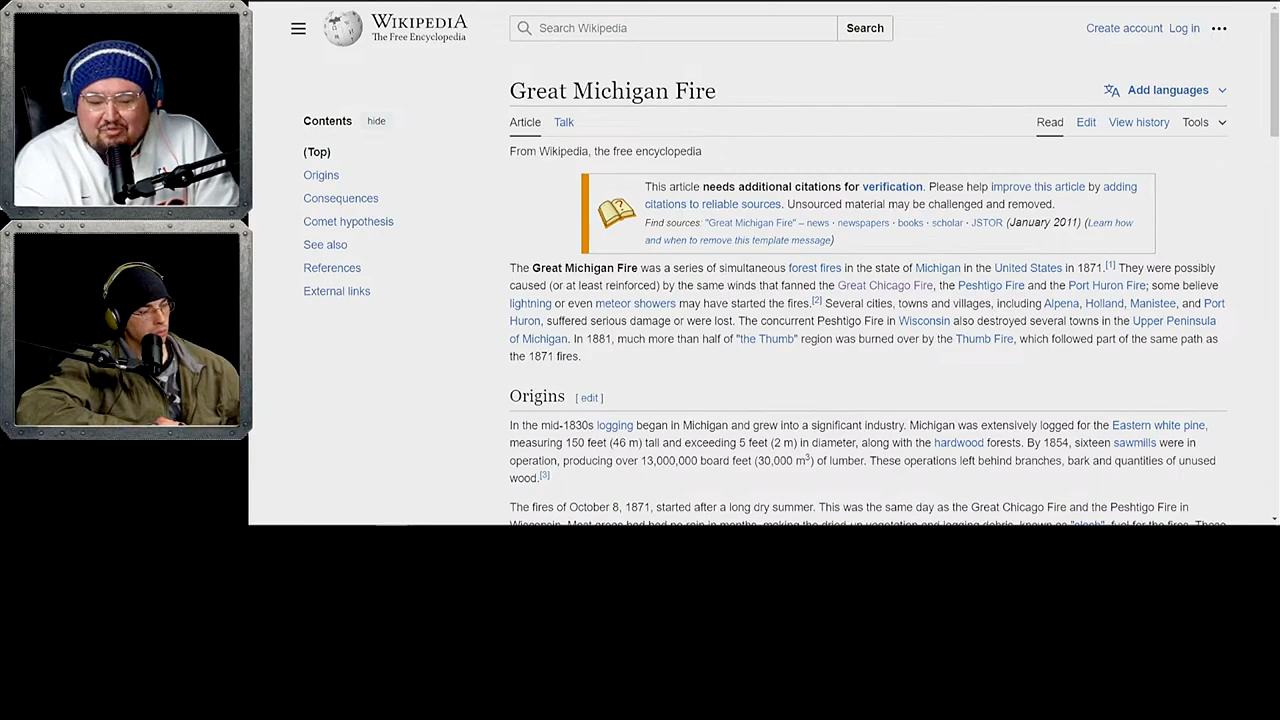 WIKIPEDIA
The Free Encyclopedia
Search Wikipedia
Search
Create account Log in
Great Michigan Fire
Add languages
Contents hide
Article Talk
Read Edit View history Tools
(Top)
From Wikipedia, the free encyclopedia
Origins
Consequences
Comet hypothesis
See also
References
External links
This article needs additional citations for verification. Please help improve this article by adding
citations to reliable sources. Unsourced material may be challenged and removed.
Find sources: "Great Michigan Fire" – news · newspapers · books · scholar · JSTOR (January 2011) (Learn how
and when to remove this template message)
The Great Michigan Fire was a series of simultaneous forest fires in the state of Michigan in the United States in 1871.[1] They were possibly
caused (or at least reinforced) by the same winds that fanned the Great Chicago Fire, the Peshtigo Fire and the Port Huron Fire; some believe
lightning or even meteor showers may have started the fires.[2] Several cities, towns and villages, including Alpena, Holland, Manistee, and Port
Huron, suffered serious damage or were lost. The concurrent Peshtigo Fire in Wisconsin also destroyed several towns in the Upper Peninsula
of Michigan. In 1881, much more than half of "the Thumb" region was burned over by the Thumb Fire, which followed part of the same path as
the 1871 fires.
Origins [ edit ]
In the mid-1830s logging began in Michigan and grew into a significant industry. Michigan was extensively logged for the Eastern white pine,
measuring 150 feet (46 m) tall and exceeding 5 feet (2 m) in diameter, along with the hardwood forests. By 1854, sixteen sawmills were in
operation, producing over 13,000,000 board feet (30,000 m3) of lumber. These operations left behind branches, bark and quantities of unused
wood.[3]
The fires of October 8, 1871, started after a long dry summer. This was the same day as the Great Chicago Fire and the Peshtigo Fire in